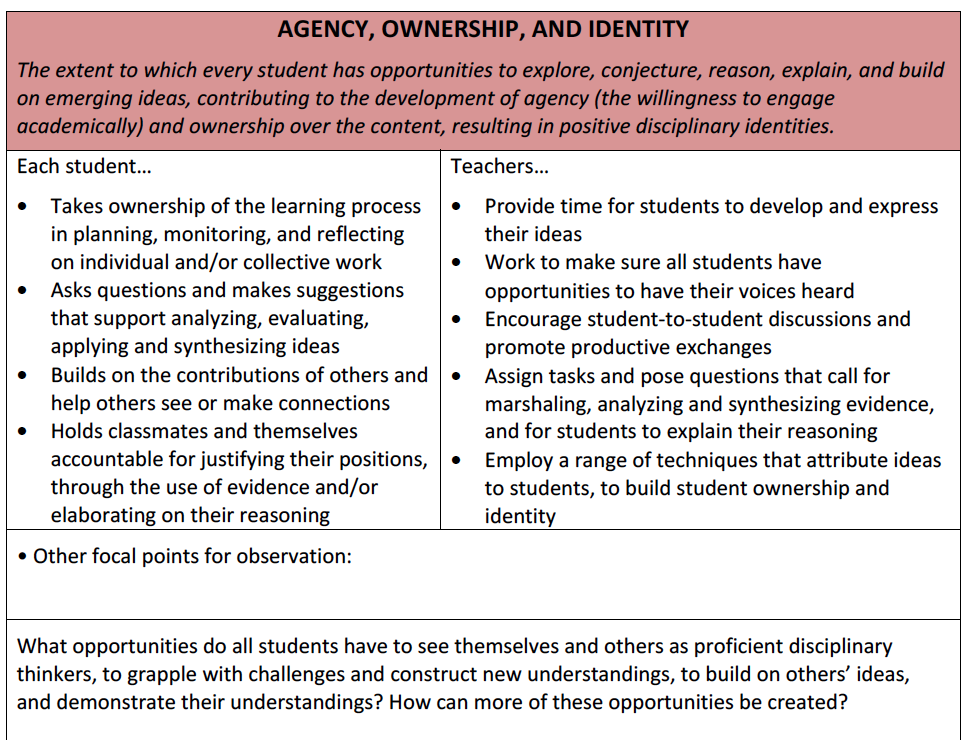 AGENCY, OWNERSHIP, AND IDENTITY
The extent to which every student has opportunities to explore, conjecture, reason, explain, and build
on emerging ideas, contributing to the development of agency (the willingness to engage
academically) and ownership over the content, resulting in positive disciplinary identities.
Each student…
• Takes ownership of the learning process
in planning, monitoring, and reflecting
on individual and/or collective work
• Asks questions and makes suggestions
that support analyzing, evaluating,
applying and synthesizing ideas
• Builds on the contributions of others and
help others see or make connections
• Holds classmates and themselves
accountable for justifying their positions,
through the use of evidence and/or
elaborating on their reasoning
Teachers…
• Provide time for students to develop and express
their ideas
• Work to make sure all students have
opportunities to have their voices heard
• Encourage student-to-student discussions and
promote productive exchanges
• Assign tasks and pose questions that call for
marshaling, analyzing and synthesizing evidence,
and for students to explain their reasoning
• Employ a range of techniques that attribute ideas
to students, to build student ownership and
identity
• Other focal points for observation:
What opportunities do all students have to see themselves and others as proficient disciplinary
thinkers, to grapple with challenges and construct new understandings, to build on others’ ideas,
and demonstrate their understandings? How can more of these opportunities be created?